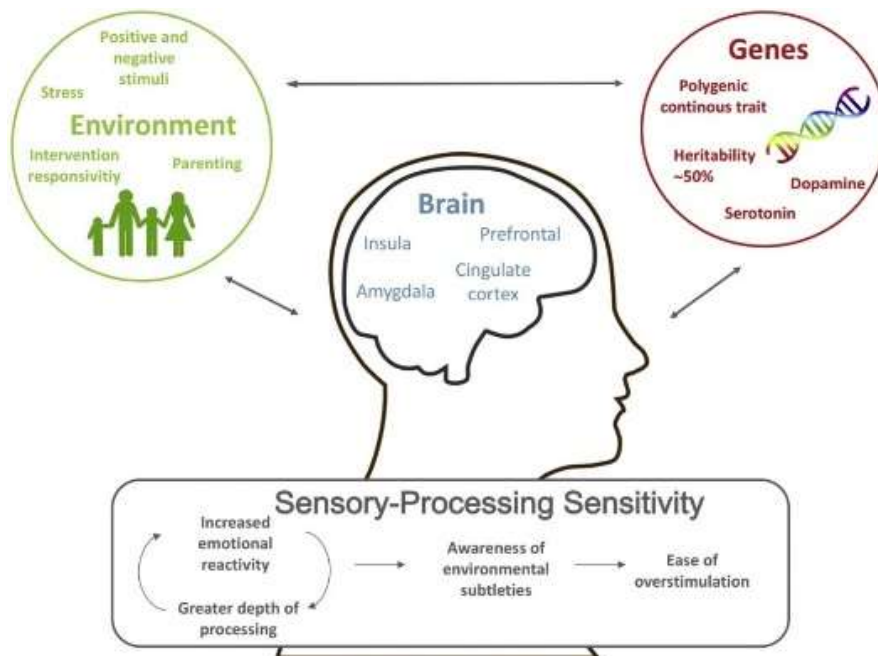 Positive and
negative
stimuli
Stress
Environment
Intervention
responsivitiy
Parenting
Genes
Polygenic
continous trait
Heritability
~50%
Dopamine
Serotonin
Brain
Insula
Prefrontal
Amygdala
Cingulate
cortex
Sensory-Processing Sensitivity
Increased
emotional
reactivity
Greater depth of
processing
Awareness of
environmental
subtleties
Ease of
overstimulation